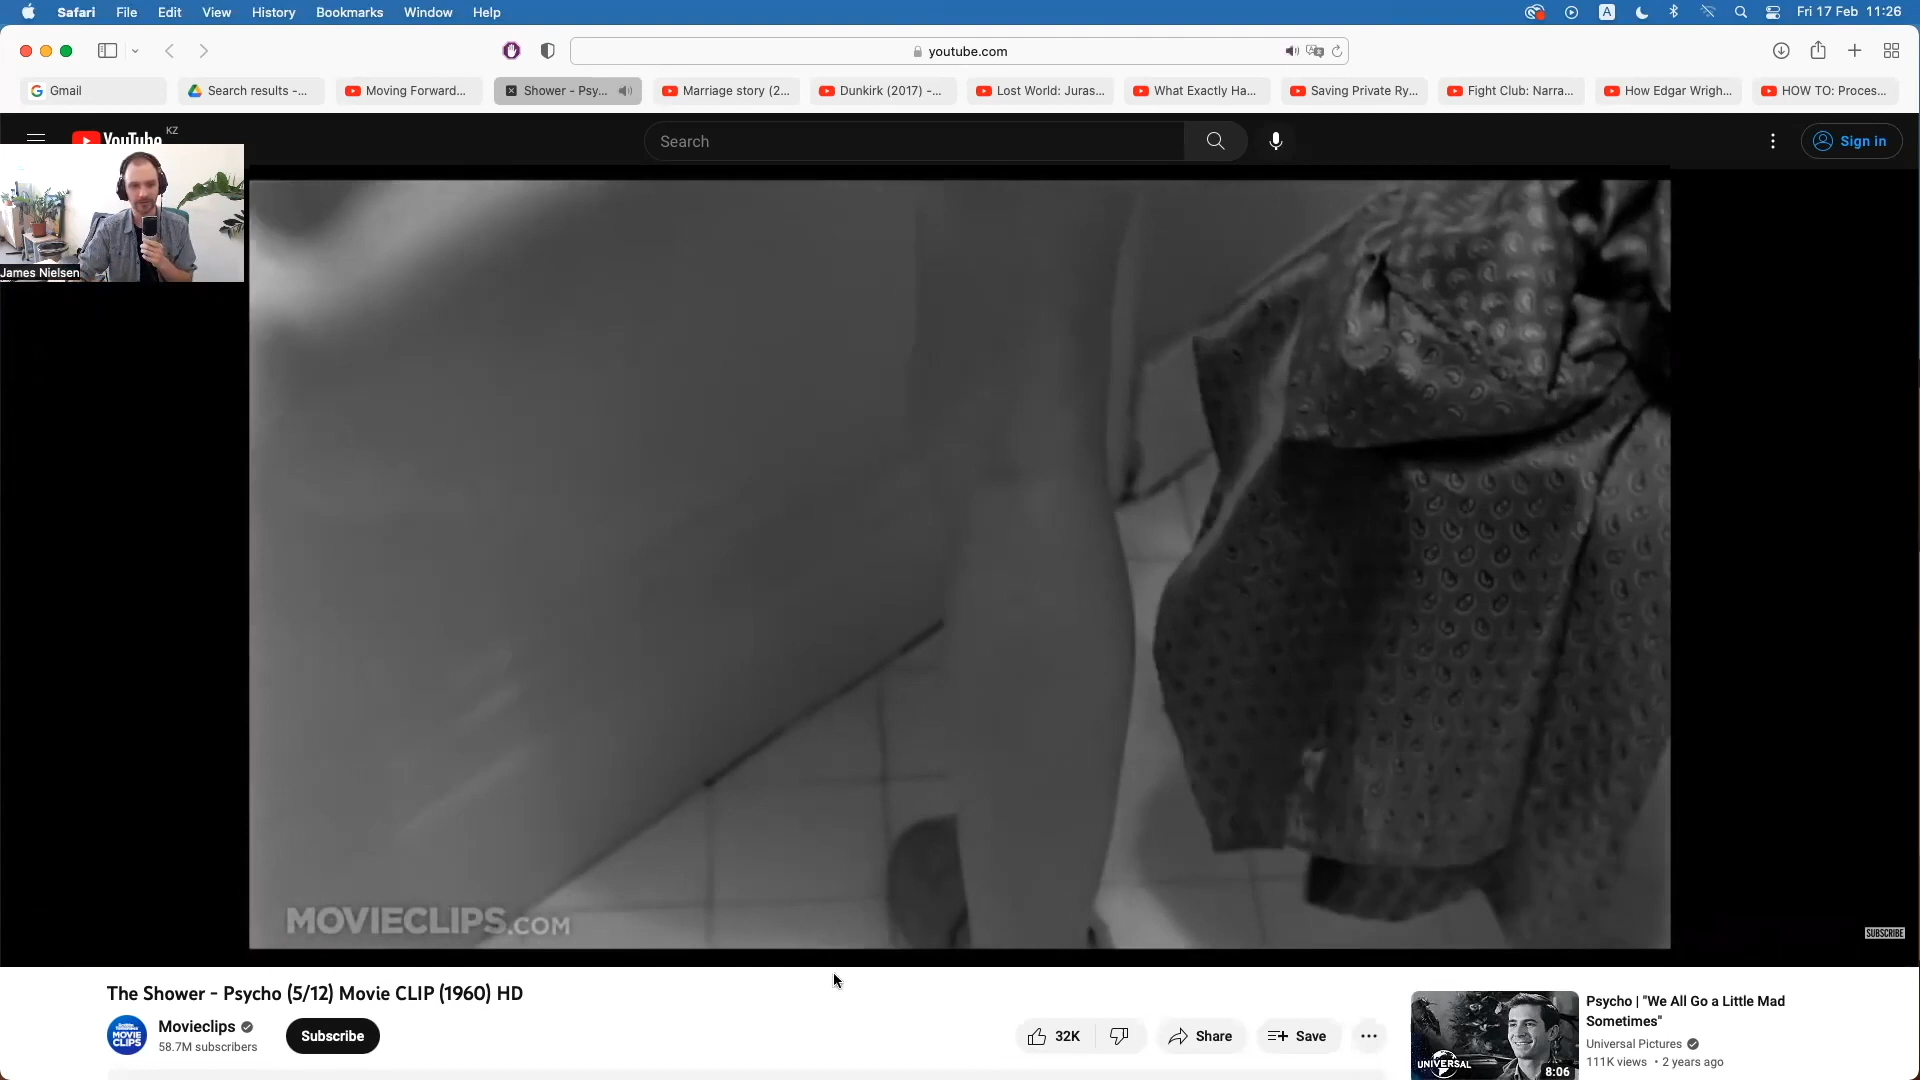 Safari File Edit View History Bookmarks Window Help
A Fri 17 Feb 11:26
youtube.com
Gmail
Search results -...
Moving Forward...
Shower - Psy...
Marriage story (2...
Dunkirk (2017) -...
Lost World: Juras...
What Exactly Ha...
Saving Private Ry...
Fight Club: Narra...
How Edgar Wrigh...
HOW TO: Proces...
YouTube KZ
Search
Sign in
James Nielsen
MOVIECLIPS.COM
SUBSCRIBE
The Shower - Psycho (5/12) Movie CLIP (1960) HD
MOVIE CLIPS
Movieclips
58.7M subscribers
Subscribe
32K
Share
Save
UNIVERSAL
8:06
Psycho | "We All Go a Little Mad
Sometimes"
Universal Pictures
111K views • 2 years ago